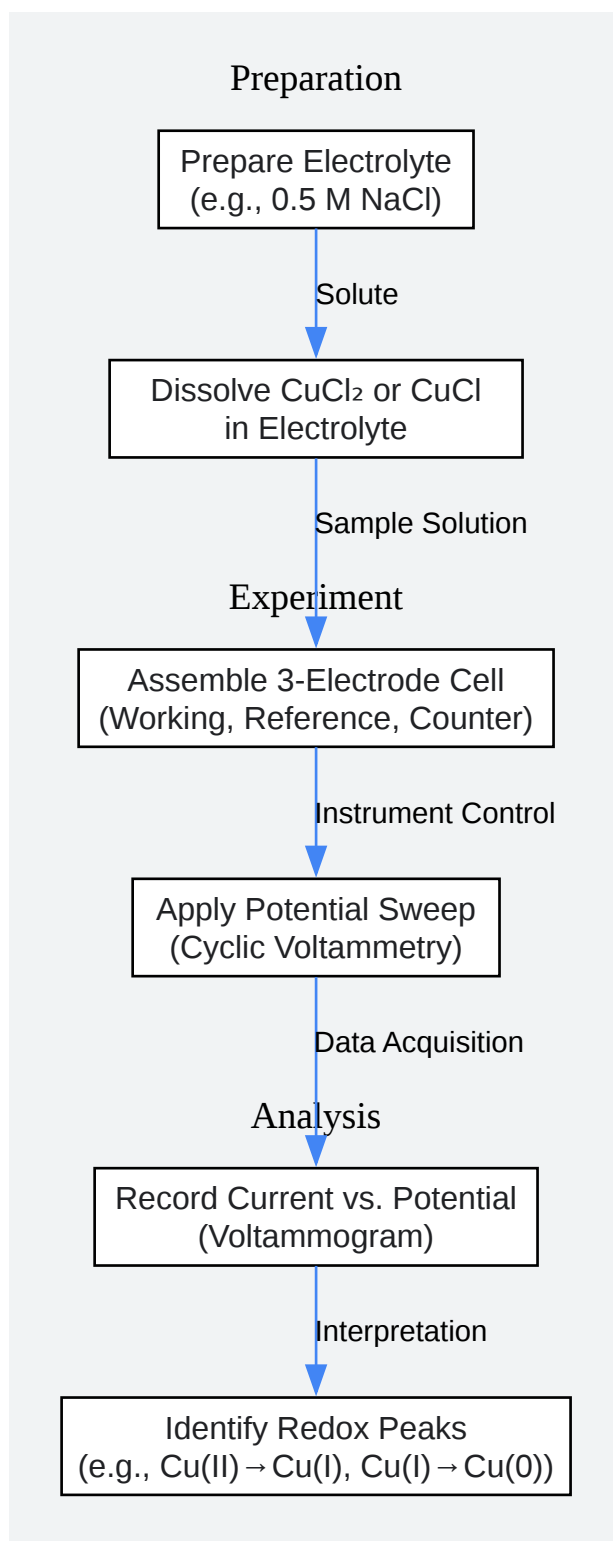 Preparation
Prepare Electrolyte
(e.g., 0.5 M NaCl)
Solute
Dissolve CuCl₂ or CuCl
in Electrolyte
Sample Solution
Experiment
Assemble 3-Electrode Cell
(Working, Reference, Counter)
Instrument Control
Apply Potential Sweep
(Cyclic Voltammetry)
Data Acquisition
Analysis
Record Current vs. Potential
(Voltammogram)
Interpretation
Identify Redox Peaks
(e.g., Cu(II)→Cu(I), Cu(I)→Cu(0))